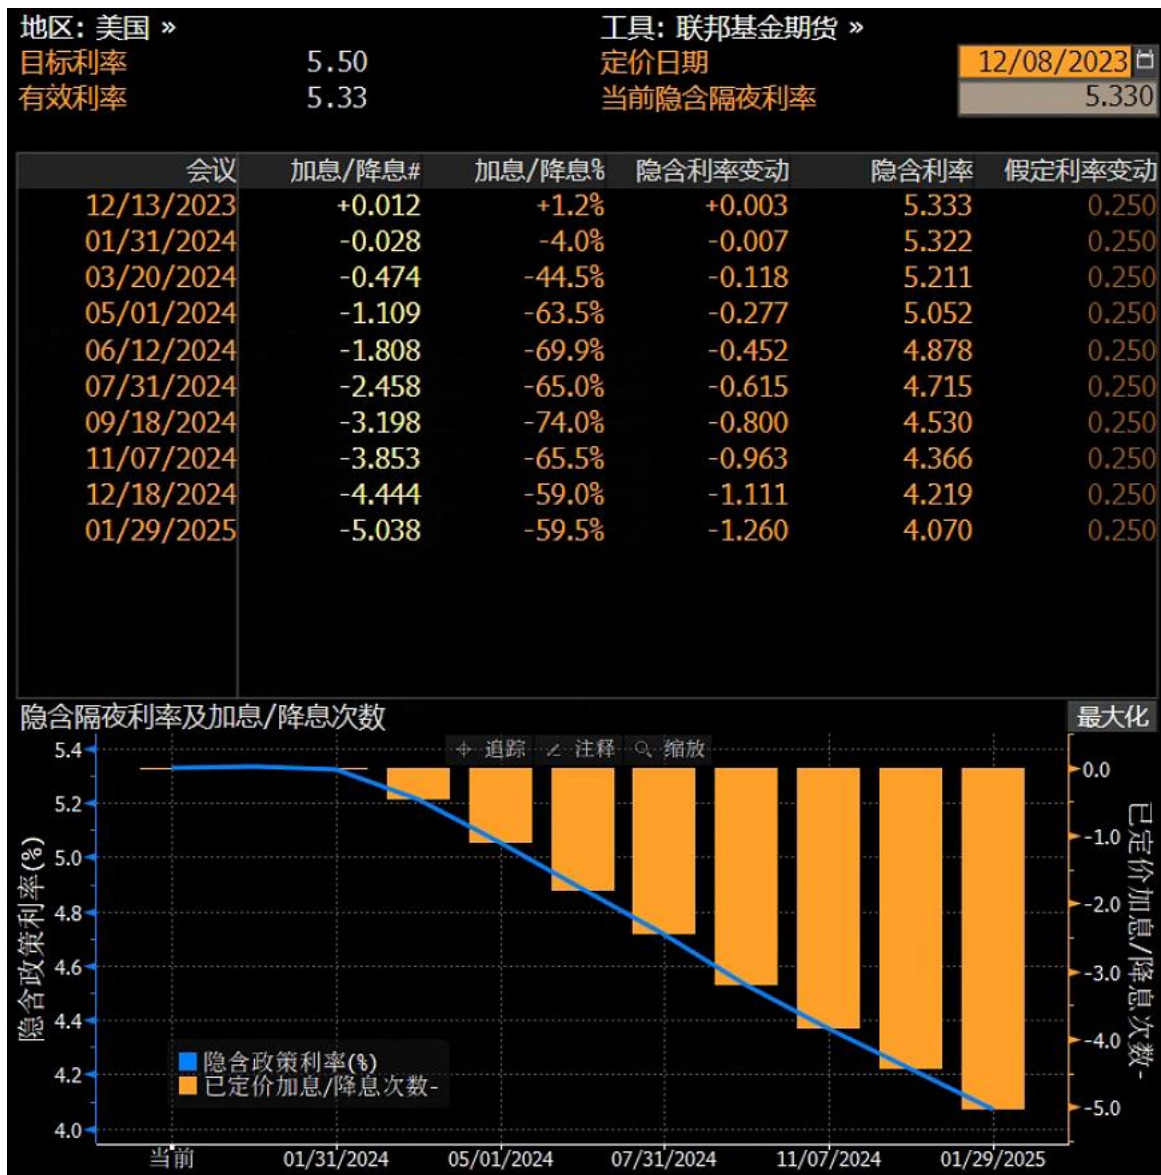 地区: 美国 » 工具: 联邦基金期货 »
目标利率 5.50 定价日期 12/08/2023
有效利率 5.33 当前隐含隔夜利率 5.330
会议 加息/降息# 加息/降息% 隐含利率变动 隐含利率 假定利率变动
12/13/2023 +0.012 +1.2% +0.003 5.333 0.250
01/31/2024 -0.028 -4.0% -0.007 5.322 0.250
03/20/2024 -0.474 -44.5% -0.118 5.211 0.250
05/01/2024 -1.109 -63.5% -0.277 5.052 0.250
06/12/2024 -1.808 -69.9% -0.452 4.878 0.250
07/31/2024 -2.458 -65.0% -0.615 4.715 0.250
09/18/2024 -3.198 -74.0% -0.800 4.530 0.250
11/07/2024 -3.853 -65.5% -0.963 4.366 0.250
12/18/2024 -4.444 -59.0% -1.111 4.219 0.250
01/29/2025 -5.038 -59.5% -1.260 4.070 0.250
隐含隔夜利率及加息/降息次数 最大化
追踪 注释 缩放
隐含政策利率(%)
5.4
5.2
5.0
4.8
4.6
4.4
4.2
4.0
隐含政策利率(%)
已定价加息/降息次数-
0.0
-1.0
-2.0
-3.0
-4.0
-5.0
已定价加息/降息次数-
当前 01/31/2024 05/01/2024 07/31/2024 11/07/2024 01/29/2025